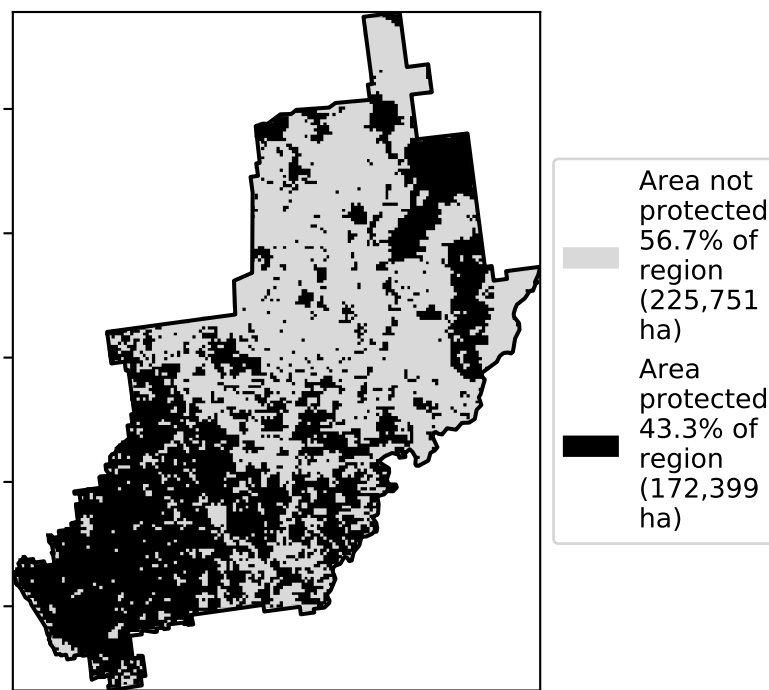 Area not
protected
56.7% of
region
(225,751
ha)
Area
protected
43.3% of
region
(172,399
ha)